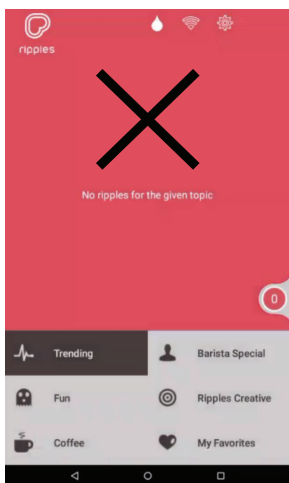 ripples
No ripples for the given topic
0
Trending
Barista Special
Fun
Ripples Creative
Coffee
My Favorites